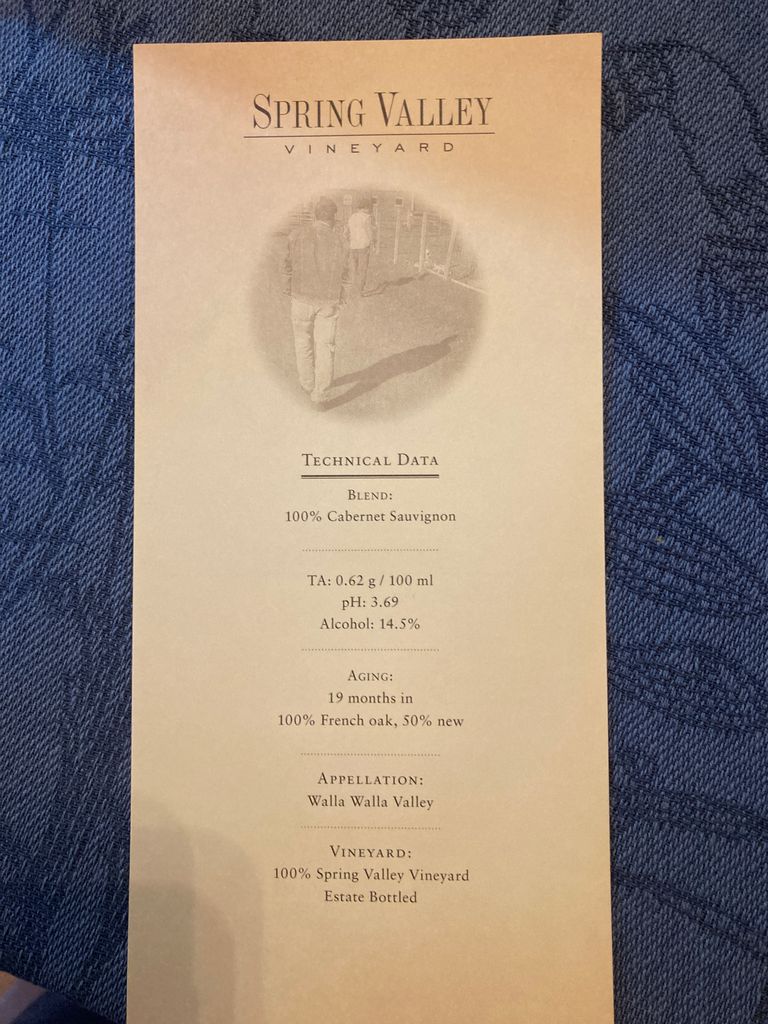 SPRING VALLEY
VINEYARD
TECHNICAL DATA
BLEND:
100% Cabernet Sauvignon
TA: 0.62 g / 100 ml
pH: 3.69
Alcohol: 14.5%
AGING:
19 months in
100% French oak, 50% new
APPELLATION:
Walla Walla Valley
VINEYARD:
100% Spring Valley Vineyard
Estate Bottled